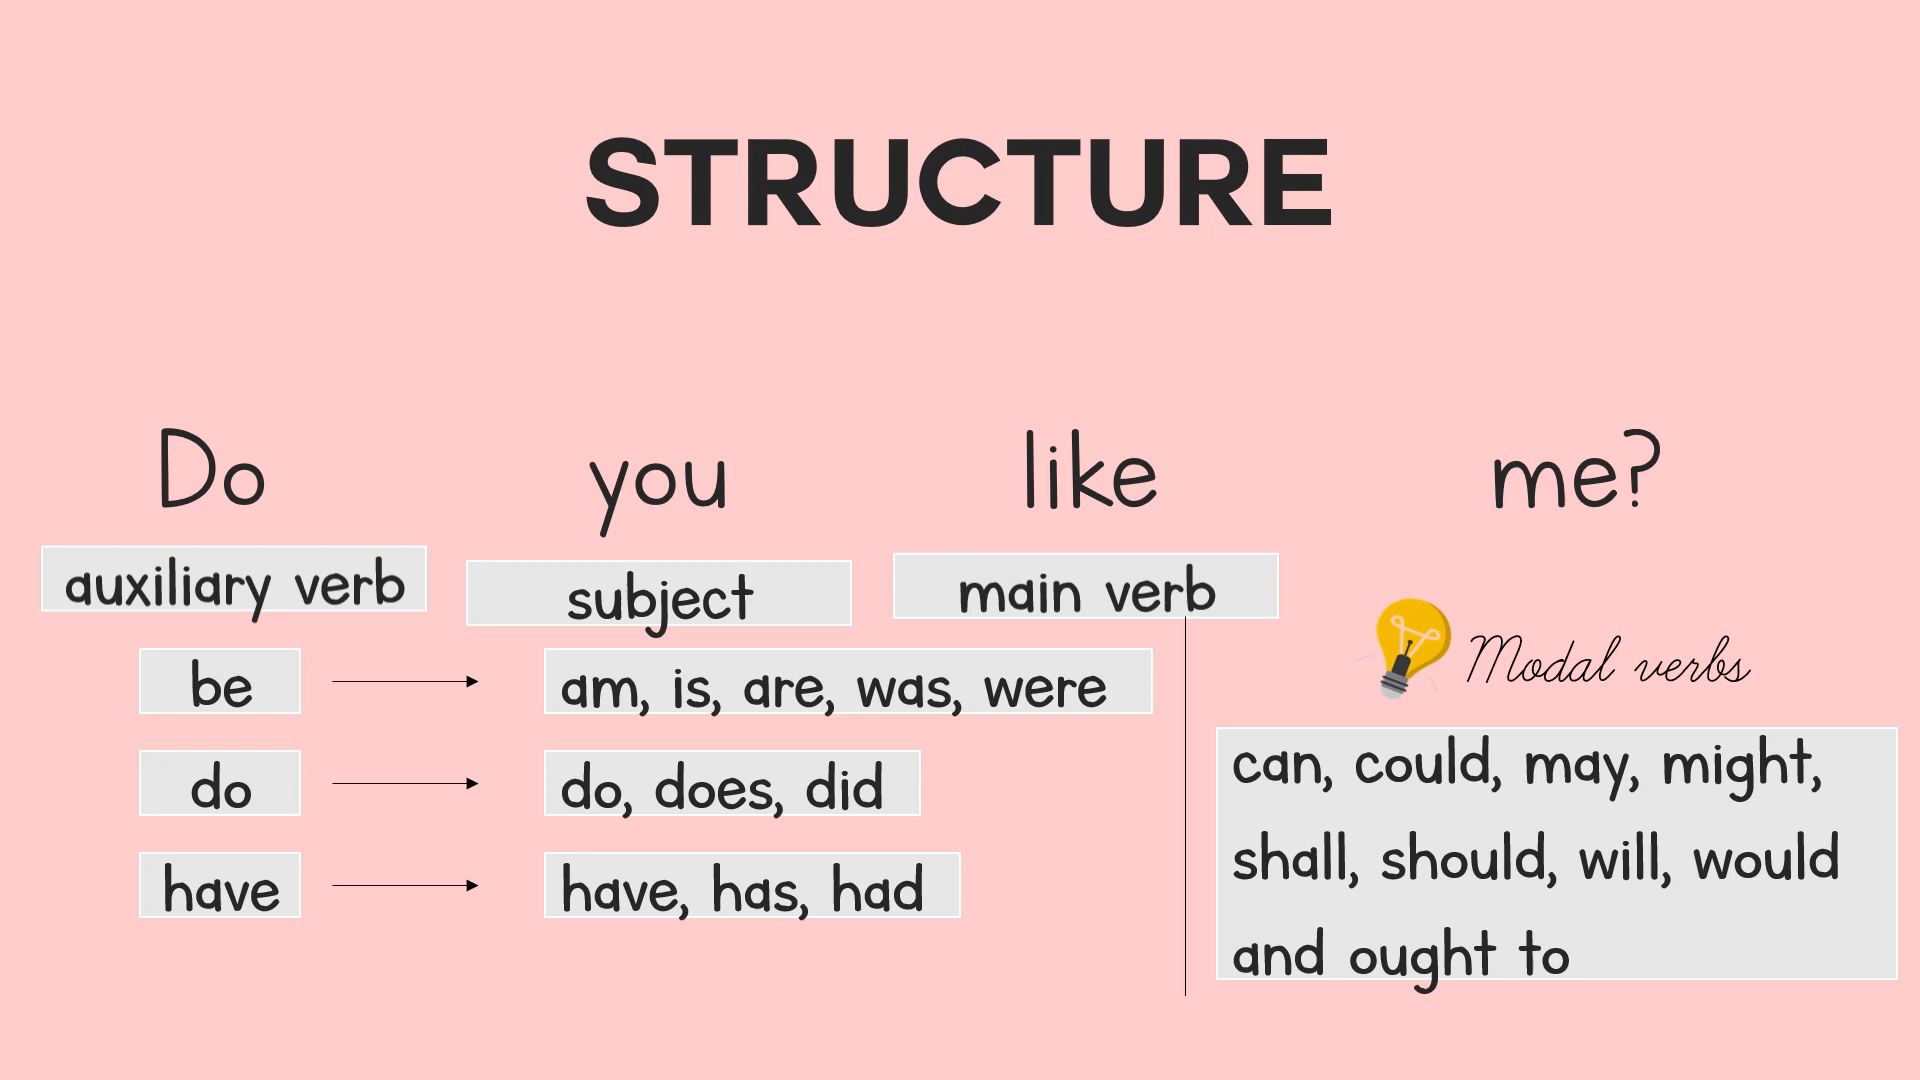 STRUCTURE
Do you like me?
auxiliary verb
subject
main verb
be
am, is, are, was, were
do
do, does, did
have
have, has, had
Modal verbs
can, could, may, might,
shall, should, will, would
and ought to